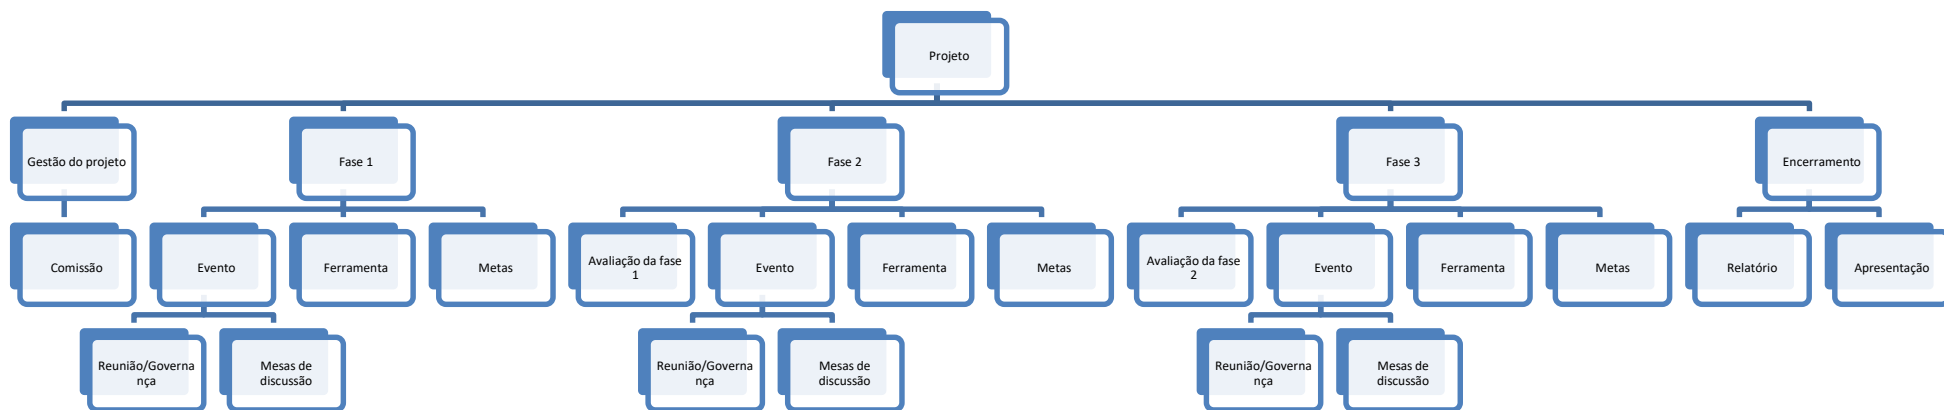 Projeto
Gestão do projeto
Fase 1
Fase 2
Fase 3
Encerramento
Comissão
Evento
Ferramenta
Metas
Avaliação da fase
1
Evento
Ferramenta
Metas
Avaliação da fase
2
Evento
Ferramenta
Metas
Relatório
Apresentação
Reunião/Governa
nça
Mesas de
discussão
Reunião/Governa
nça
Mesas de
discussão
Reunião/Governa
nça
Mesas de
discussão